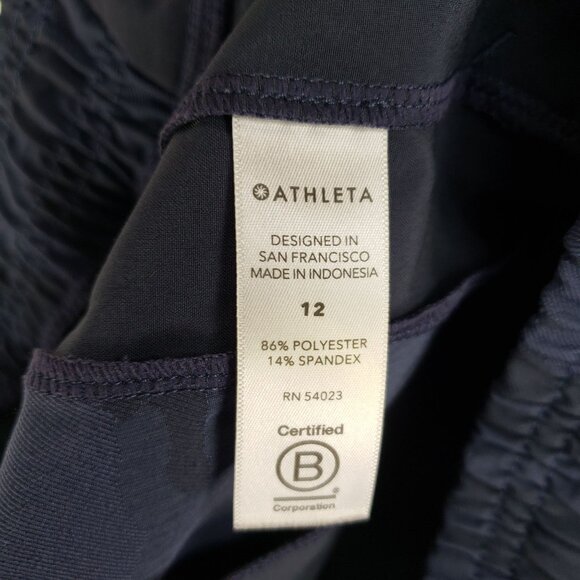 ATHLETA
DESIGNED IN
SAN FRANCISCO
MADE IN INDONESIA
12
86% POLYESTER
14% SPANDEX
RN 54023
Certified
B
®
Corporation